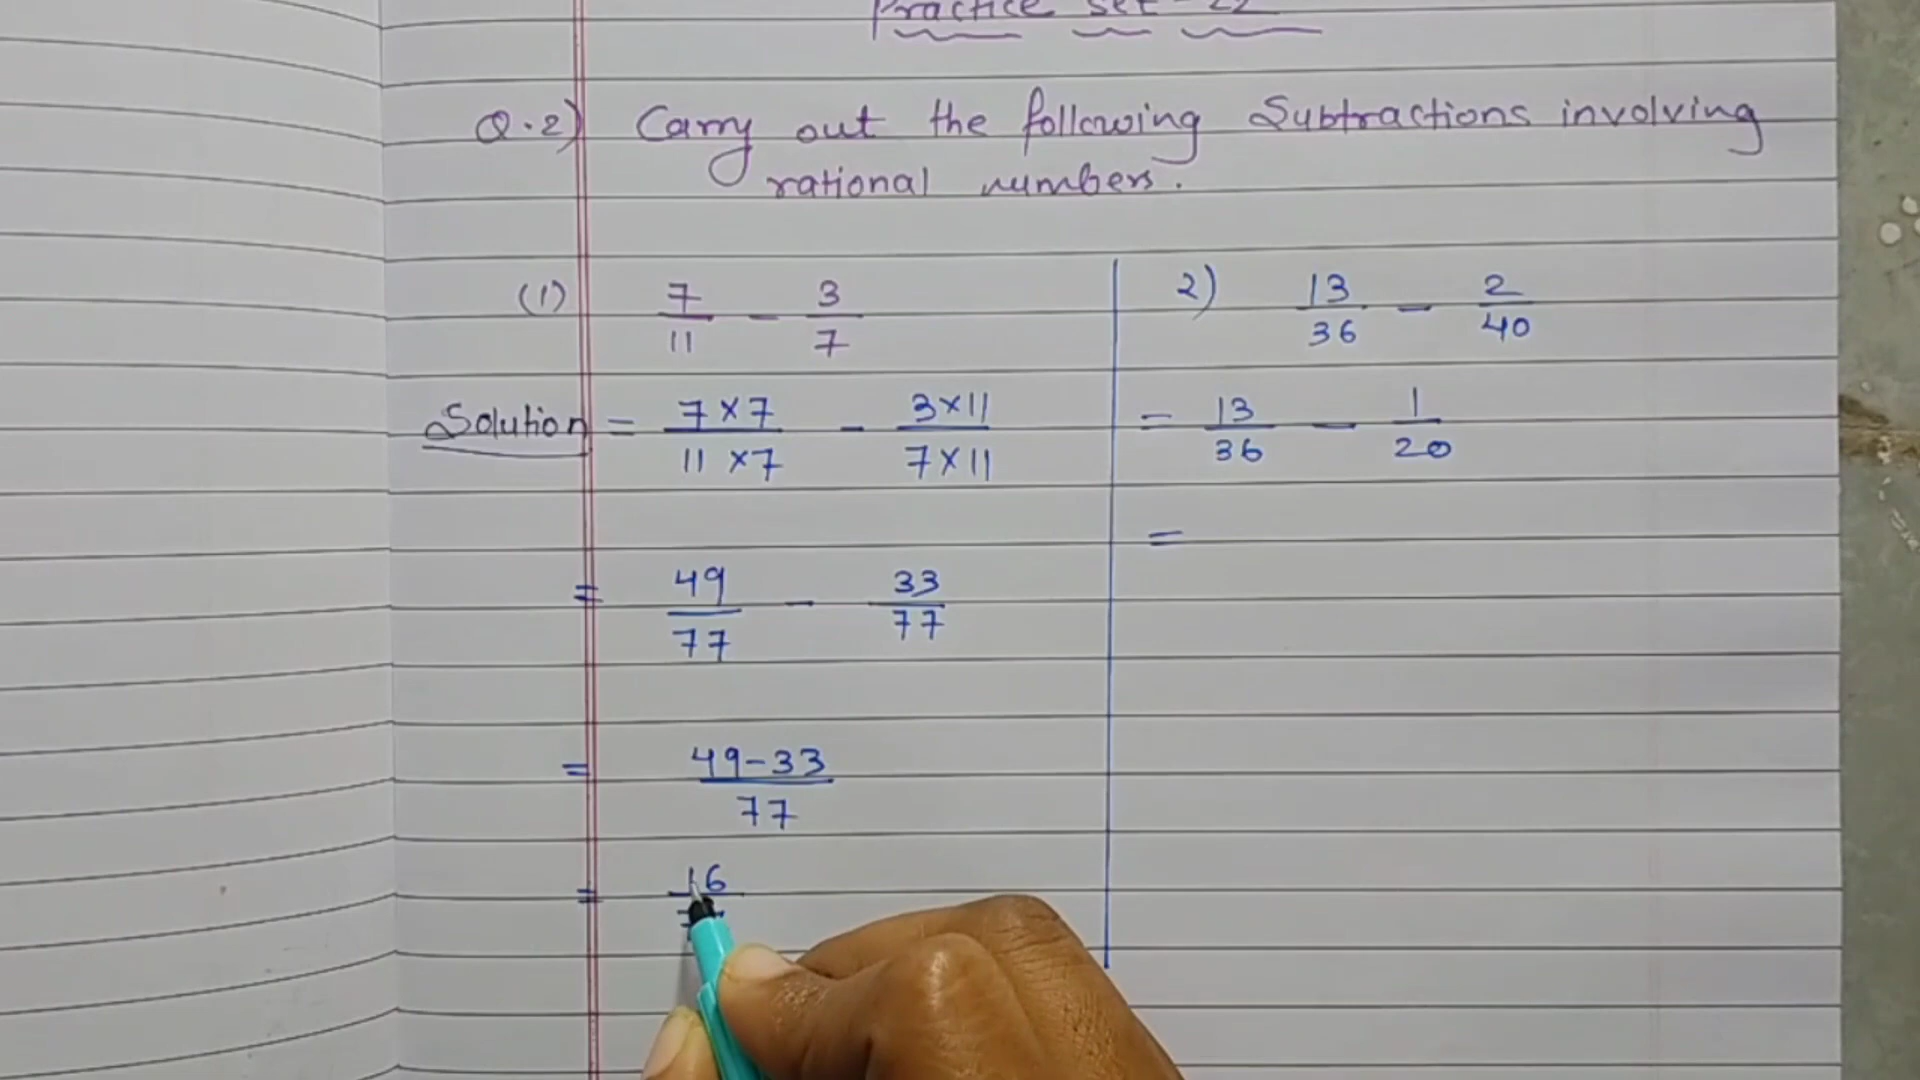 Practice set - 22
Q.2) Carry out the following Subtractions involving
rational numbers.
(1) 7/11 - 3/7
Solution = 7×7/11×7 - 3×11/7×11
= 49/77 - 33/77
= 49-33/77
= 16/
2) 13/36 - 2/40
= 13/36 - 1/20
=